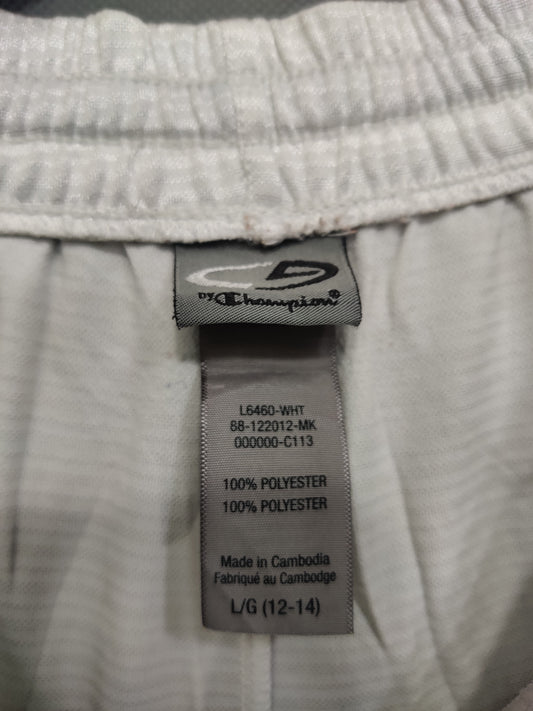 BY Champion®
L6460-WHT
68-122012-MK
000000-C113
100% POLYESTER
100% POLYESTER
Made in Cambodia
Fabriqué au Cambodge
L/G (12-14)